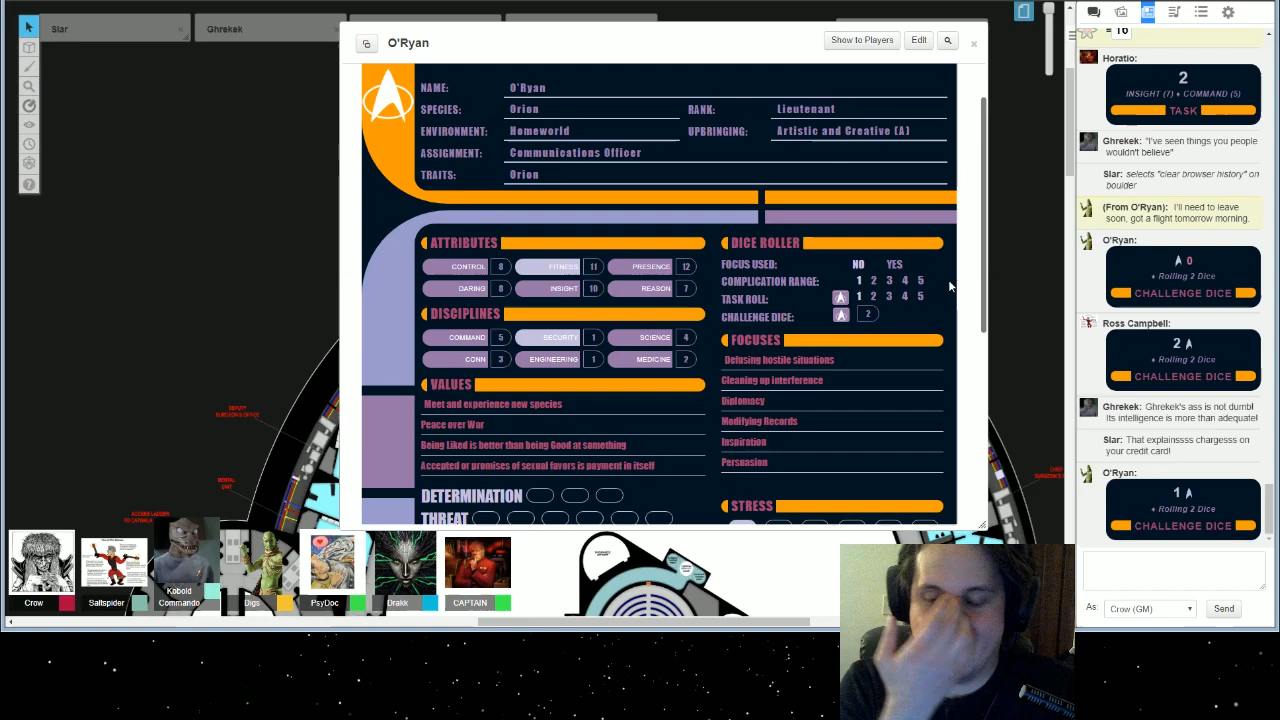 Slar
Ghrekek
O'Ryan
Show to Players
Edit
NAME:
O'Ryan
SPECIES:
Orion
RANK:
Lieutenant
ENVIRONMENT:
Homeworld
UPBRINGING:
Artistic and Creative (A)
ASSIGNMENT:
Communications Officer
TRAITS:
Orion
ATTRIBUTES
CONTROL 8 FITNESS 11 PRESENCE 12
DARING 8 INSIGHT 10 REASON 7
DISCIPLINES
COMMAND 5 SECURITY 1 SCIENCE 4
CONN 3 ENGINEERING 1 MEDICINE 2
VALUES
Meet and experience new species
Peace over War
Being Liked is better than being Good at something
Accepted or promises of sexual favors is payment in itself
DETERMINATION
THREAT
DICE ROLLER
FOCUS USED: NO YES
COMPLICATION RANGE: 1 2 3 4 5
TASK ROLL: 1 2 3 4 5
CHALLENGE DICE: 2
FOCUSES
Defusing hostile situations
Cleaning up interference
Diplomacy
Modifying Records
Inspiration
Persuasion
STRESS
DEPUTY
SURGEON'S OFFICE
ACCESS LADDER
TO CATWALK
Crow
Saltspider
Kobold
Commando
Digs
PsyDoc
Drakk
CAPTAIN
= 16
Horatio:
2
INSIGHT (7) ♦ COMMAND (5)
TASK
Ghrekek: "I've seen things you people
wouldn't believe"
Slar: selects "clear browser history" on
boulder
(From O'Ryan): I'll need to leave
soon, got a flight tomorrow morning.
O'Ryan:
0
♦ Rolling 2 Dice
CHALLENGE DICE
Ross Campbell:
2
♦ Rolling 2 Dice
CHALLENGE DICE
Ghrekek: Ghrekek's ass is not dumb!
Its intelligence is more than adequate!
Slar: That explainssss chargesss on
your credit card!
O'Ryan:
1
♦ Rolling 2 Dice
CHALLENGE DICE
As: Crow (GM)
Send